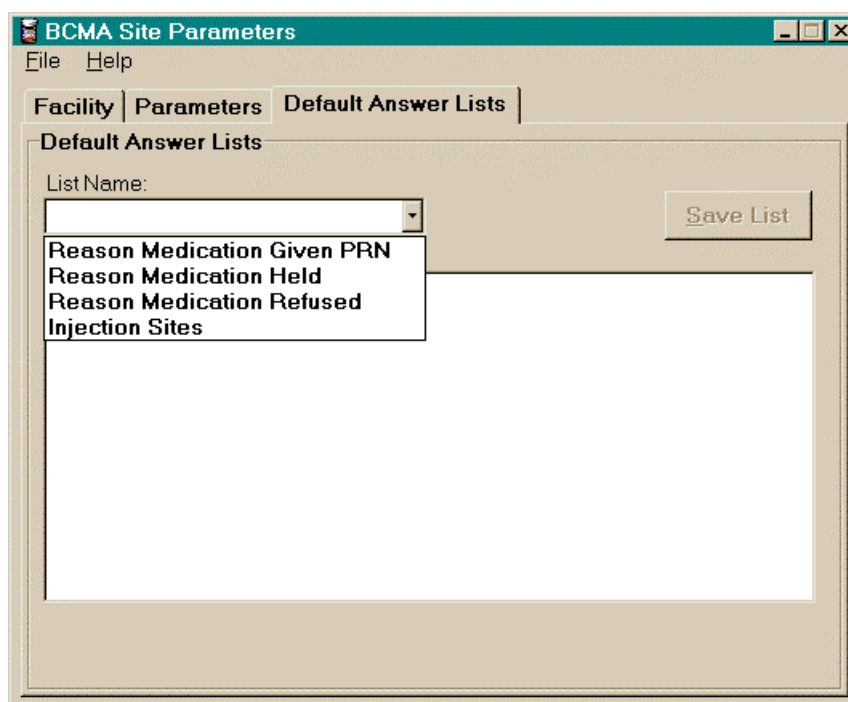 BCMA Site Parameters
File Help
Facility Parameters Default Answer Lists
Default Answer Lists
List Name:
Save List
Reason Medication Given PRN
Reason Medication Held
Reason Medication Refused
Injection Sites